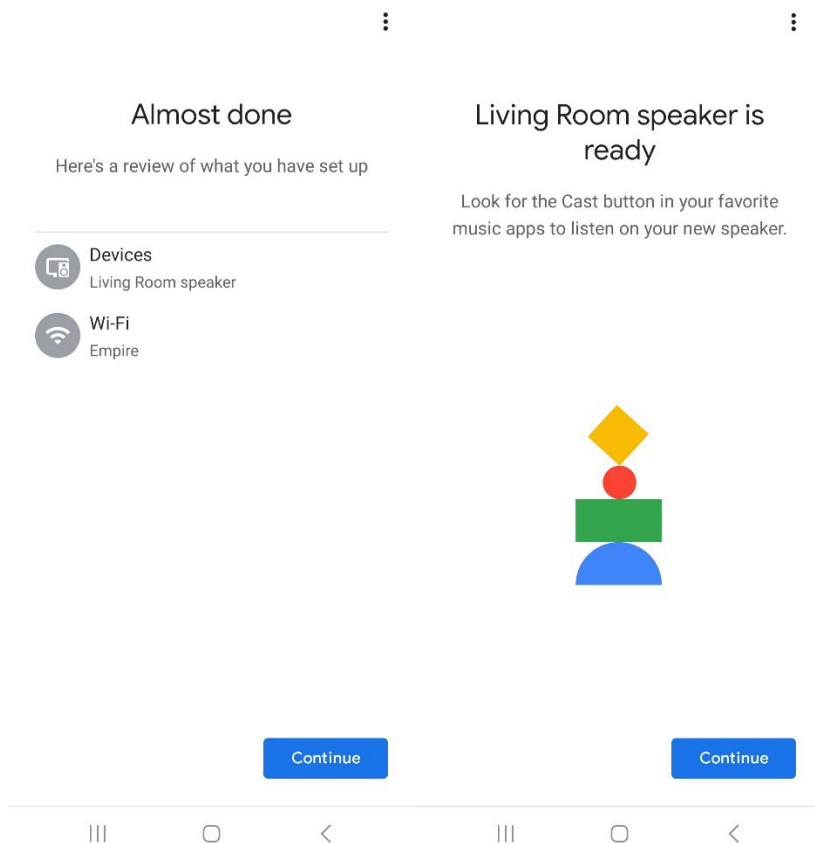 Almost done
Here's a review of what you have set up
Devices
Living Room speaker
Wi-Fi
Empire
Continue
Living Room speaker is
ready
Look for the Cast button in your favorite
music apps to listen on your new speaker.
Continue